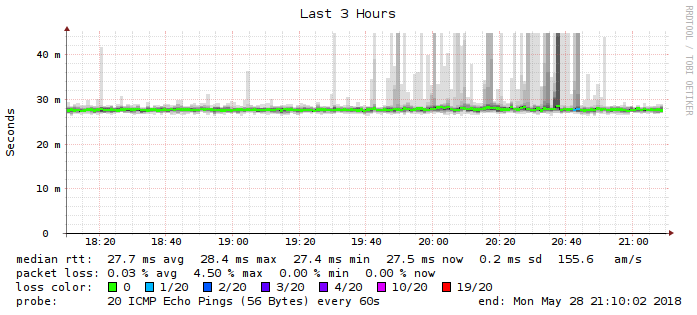 Last 3 Hours
RRDTOOL / TOBI OETIKER
Seconds
40 m
30 m
20 m
10 m
0
18:20 18:40 19:00 19:20 19:40 20:00 20:20 20:40 21:00
median rtt: 27.7 ms avg 28.4 ms max 27.4 ms min 27.5 ms now 0.2 ms sd 155.6 am/s
packet loss: 0.03 % avg 4.50 % max 0.00 % min 0.00 % now
loss color: 0 1/20 2/20 3/20 4/20 10/20 19/20
probe: 20 ICMP Echo Pings (56 Bytes) every 60s end: Mon May 28 21:10:02 2018